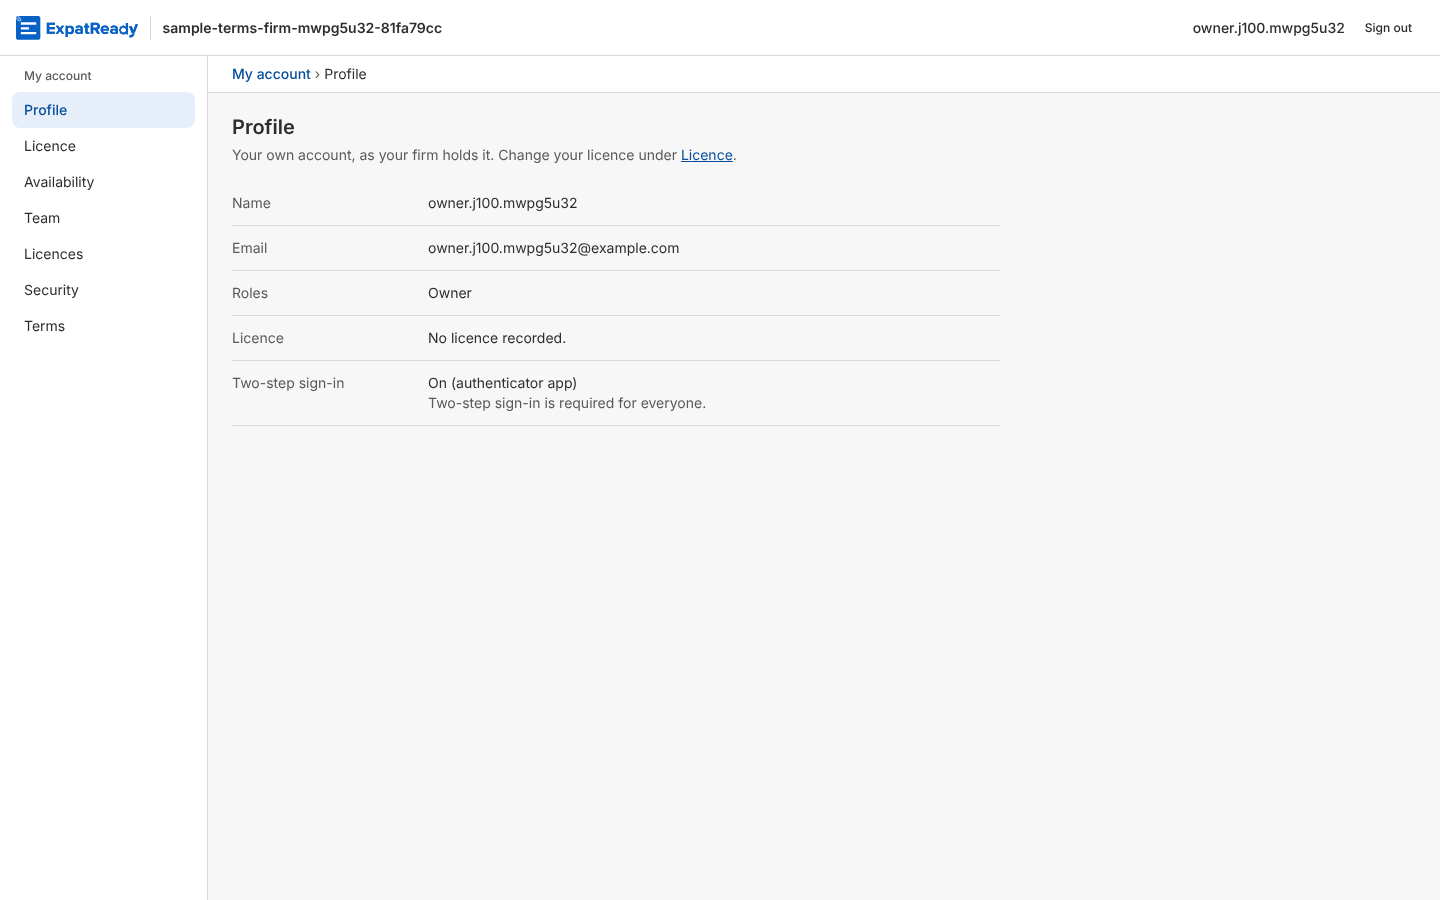 ExpatReady
sample-terms-firm-mwpg5u32-81fa79cc
owner.j100.mwpg5u32
Sign out
My account
Profile
Licence
Availability
Team
Licences
Security
Terms
My account › Profile
Profile
Your own account, as your firm holds it. Change your licence under Licence.
Name owner.j100.mwpg5u32
Email owner.j100.mwpg5u32@example.com
Roles Owner
Licence No licence recorded.
Two-step sign-in On (authenticator app)
Two-step sign-in is required for everyone.